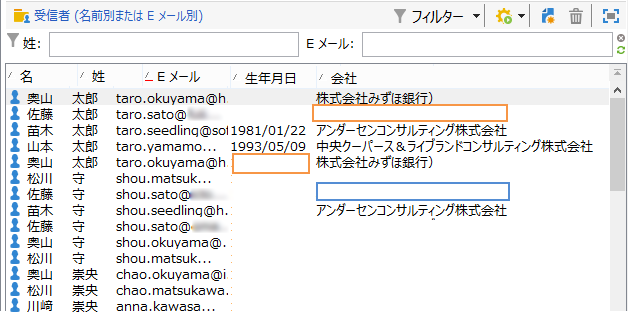 受信者 (名前別または E メール別) フィルター
姓: E メール:
名 姓 E メール 生年月日 会社
奥山 太郎 taro.okuyama@h. 株式会社みずほ銀行)
佐藤 太郎 taro.sato@
苗木 太郎 taro.seedling@sof 1981/01/22 アンダーセンコンサルティング株式会社
山本 太郎 taro.yamamo... 1993/05/09 中央クーパース&ライブランドコンサルティング株式会社
奥山 太郎 taro.okuyama@h. 株式会社みずほ銀行)
松川 守 shou.matsuk...
佐藤 守 shou.sato@
苗木 守 shou.seedling@h. アンダーセンコンサルティング株式会社
佐藤 守 shou.sato@
奥山 守 shou.okuyama@.
松川 守 shou.matsuk...
奥山 崇央 chao.okuyama@i
松川 崇央 chao.matsukawa.
川﨑 崇央 anna.kawasa...